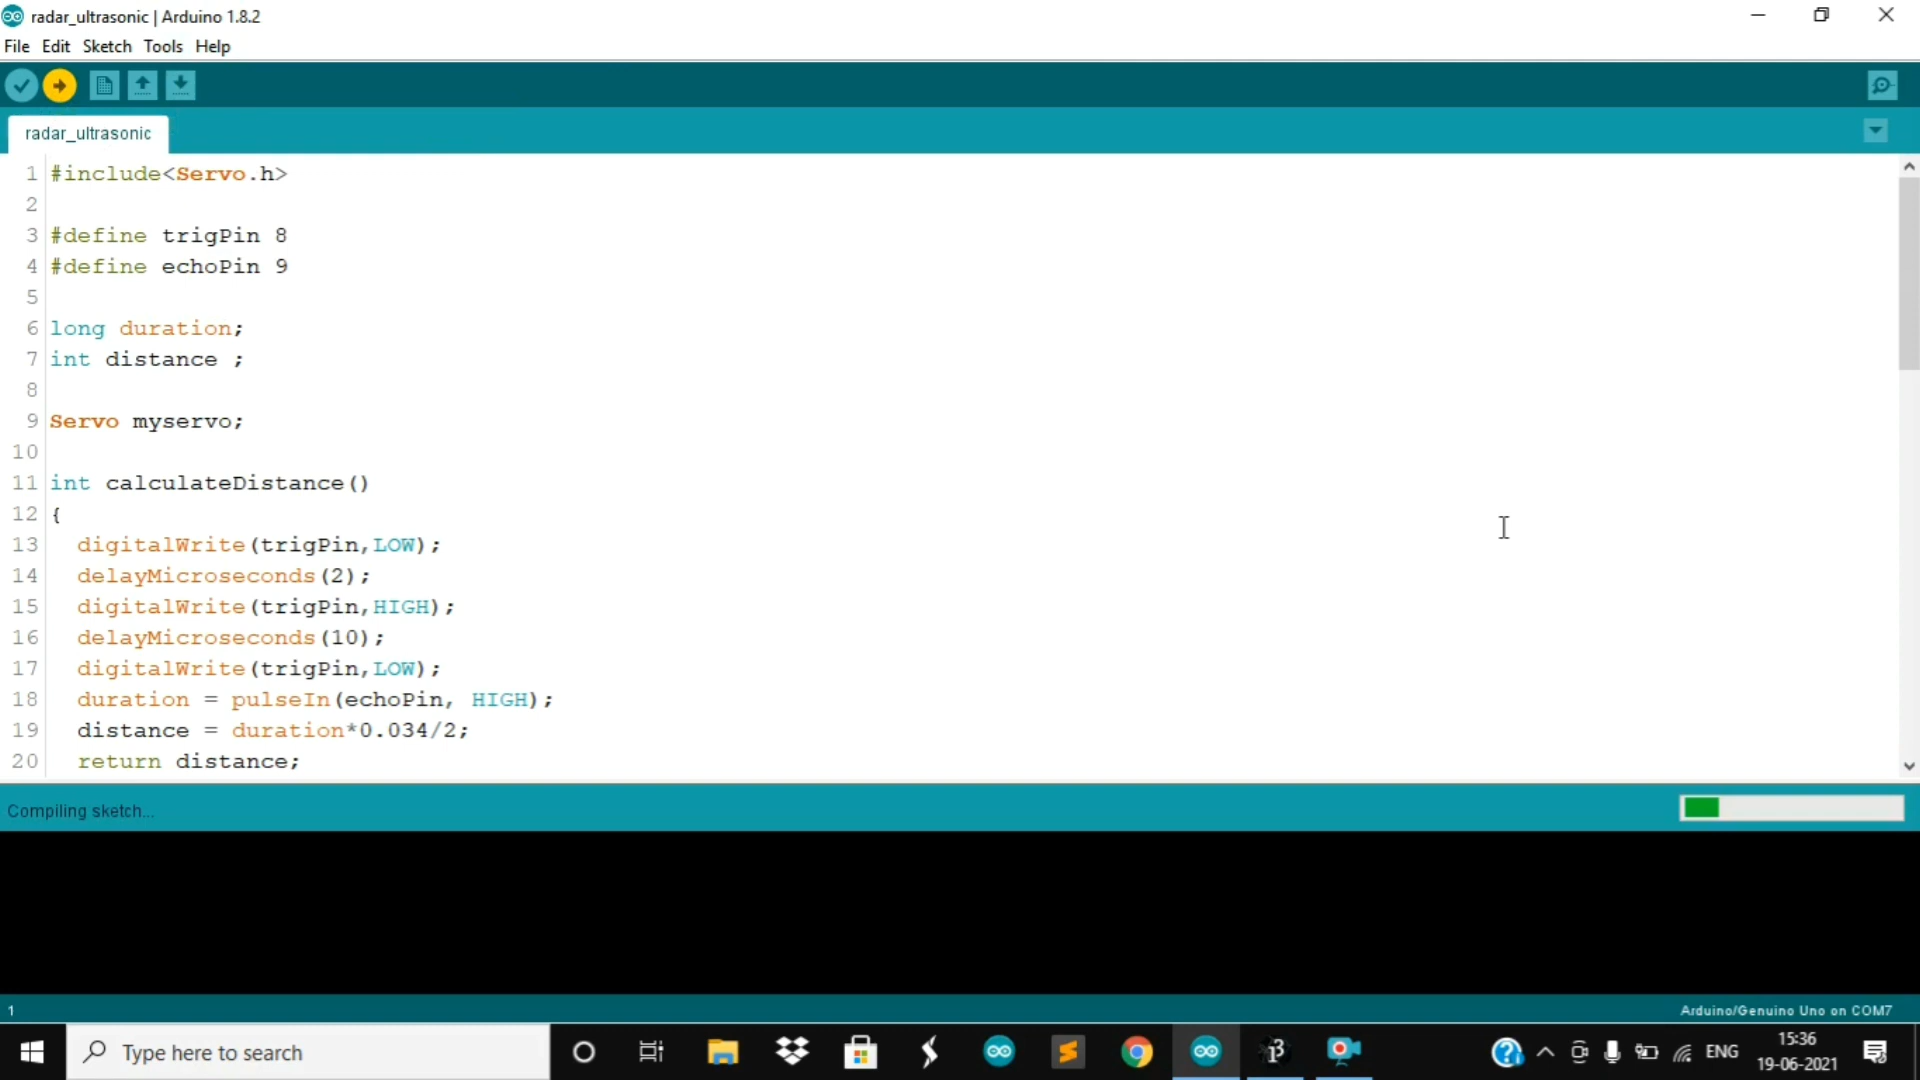 radar_ultrasonic | Arduino 1.8.2
File Edit Sketch Tools Help
radar_ultrasonic
1 #include<Servo.h>
2
3 #define trigPin 8
4 #define echoPin 9
5
6 long duration;
7 int distance ;
8
9 Servo myservo;
10
11 int calculateDistance()
12 {
13 digitalWrite(trigPin,LOW);
14 delayMicroseconds(2);
15 digitalWrite(trigPin,HIGH);
16 delayMicroseconds(10);
17 digitalWrite(trigPin,LOW);
18 duration = pulseIn(echoPin, HIGH);
19 distance = duration*0.034/2;
20 return distance;
Compiling sketch...
1
Arduino/Genuino Uno on COM7
Type here to search
ENG
15:36
19-06-2021